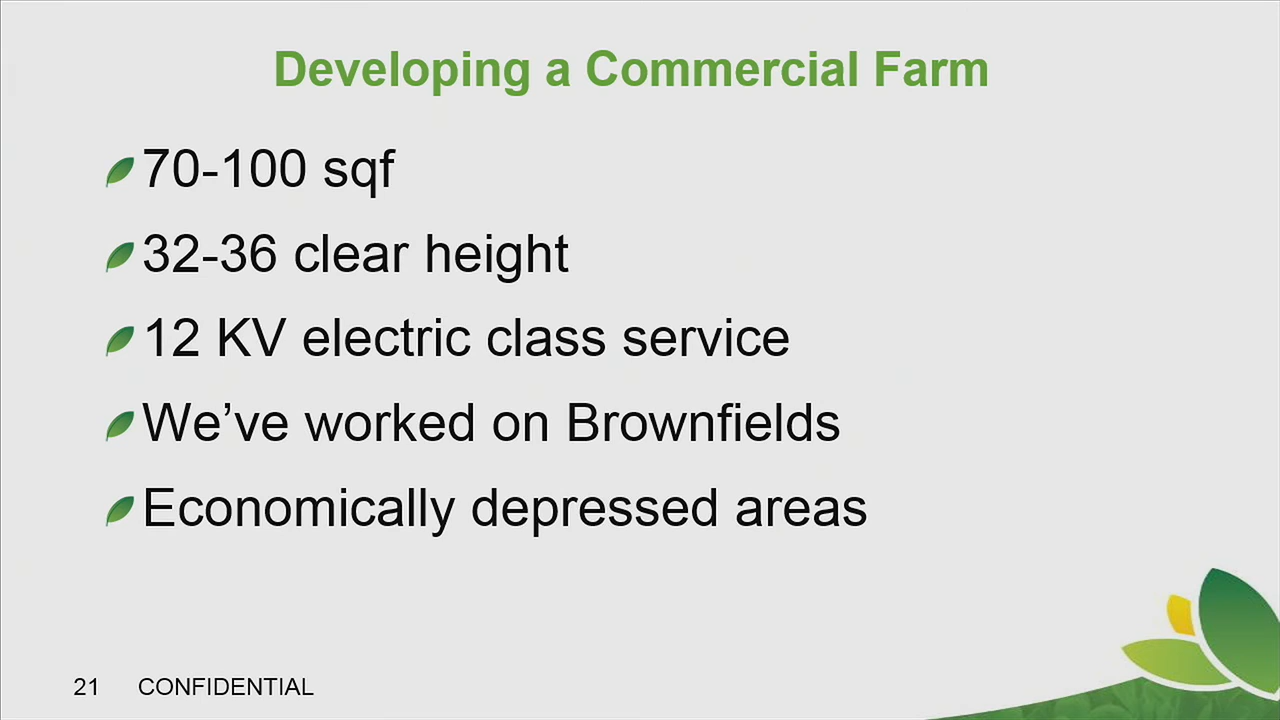 Developing a Commercial Farm
70-100 sqf
32-36 clear height
12 KV electric class service
We’ve worked on Brownfields
Economically depressed areas
21 CONFIDENTIAL